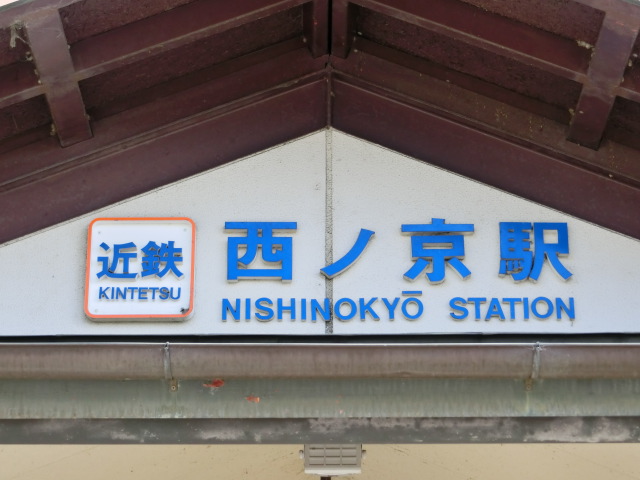 近鉄
KINTETSU
西ノ京駅
NISHINOKYŌ STATION